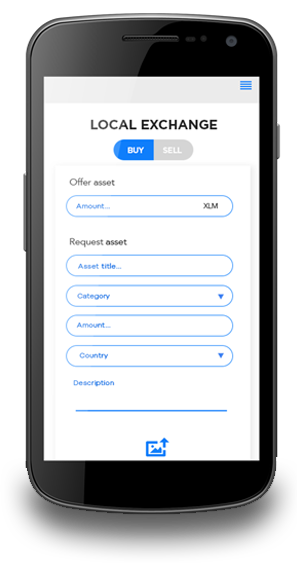 LOCAL EXCHANGE
BUY SELL
Offer asset
Amount... XLM
Request asset
Asset title...
Category
Amount...
Country
Description